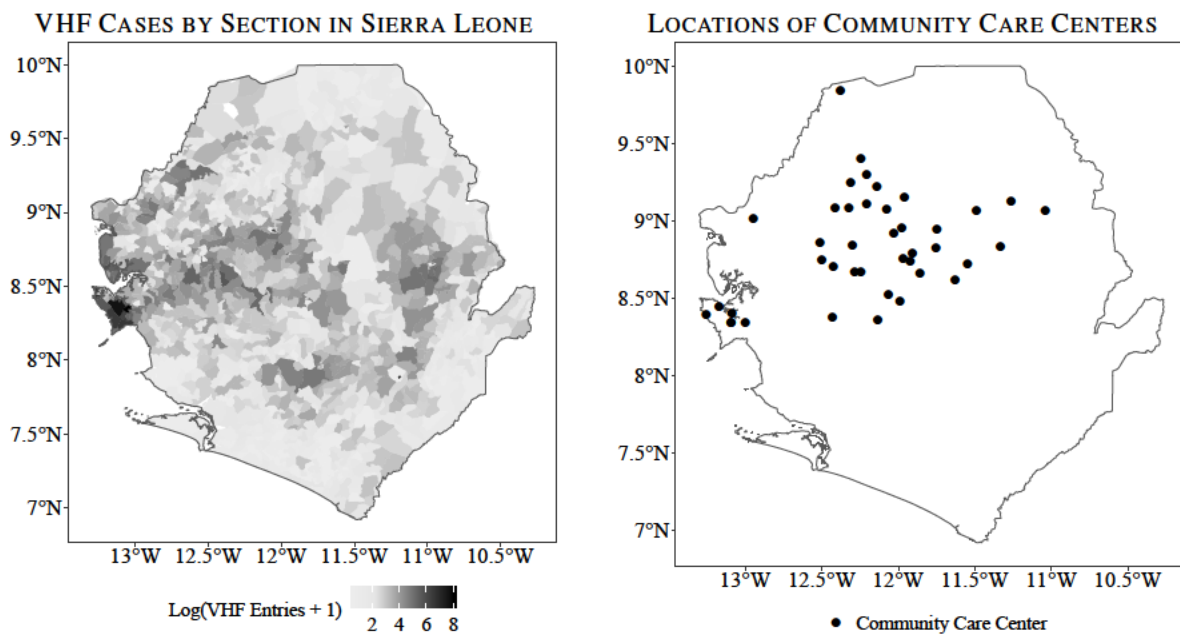 VHF CASES BY SECTION IN SIERRA LEONE
10°N
9.5°N
9°N
8.5°N
8°N
7.5°N
7°N
13°W 12.5°W 12°W 11.5°W 11°W 10.5°W
Log(VHF Entries + 1)
2 4 6 8
LOCATIONS OF COMMUNITY CARE CENTERS
10°N
9.5°N
9°N
8.5°N
8°N
7.5°N
7°N
13°W 12.5°W 12°W 11.5°W 11°W 10.5°W
Community Care Center